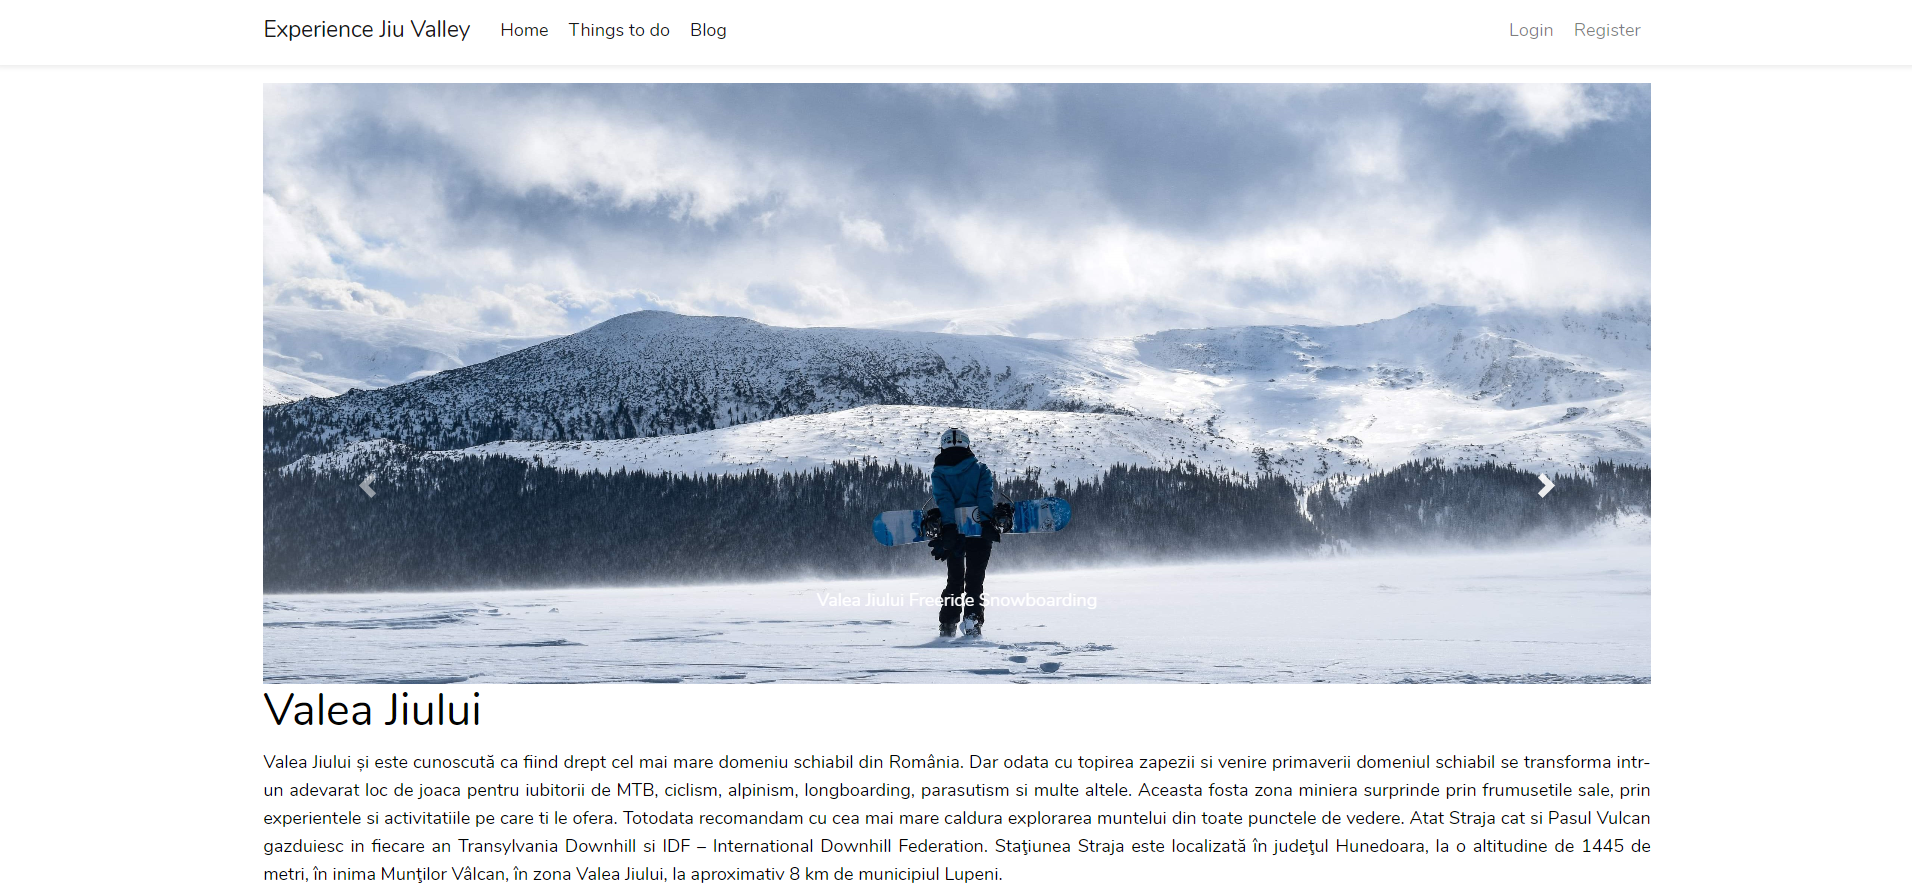 Experience Jiu Valley Home Things to do Blog Login Register
Valea Jiului Freeride Snowboarding
Valea Jiului
Valea Jiului și este cunoscută ca fiind drept cel mai mare domeniu schiabil din România. Dar odata cu topirea zapezii si venire primaverii domeniul schiabil se transforma intr-
un adevarat loc de joaca pentru iubitorii de MTB, ciclism, alpinism, longboarding, parasutism si multe altele. Aceasta fosta zona miniera surprinde prin frumusetile sale, prin
experientele si activitatiile pe care ti le ofera. Totodata recomandam cu cea mai mare caldura explorarea muntelui din toate punctele de vedere. Atat Straja cat si Pasul Vulcan
gazduiesc in fiecare an Transylvania Downhill si IDF – International Downhill Federation. Staţiunea Straja este localizată în judeţul Hunedoara, la o altitudine de 1445 de
metri, în inima Munţilor Vâlcan, în zona Valea Jiului, la aproximativ 8 km de municipiul Lupeni.